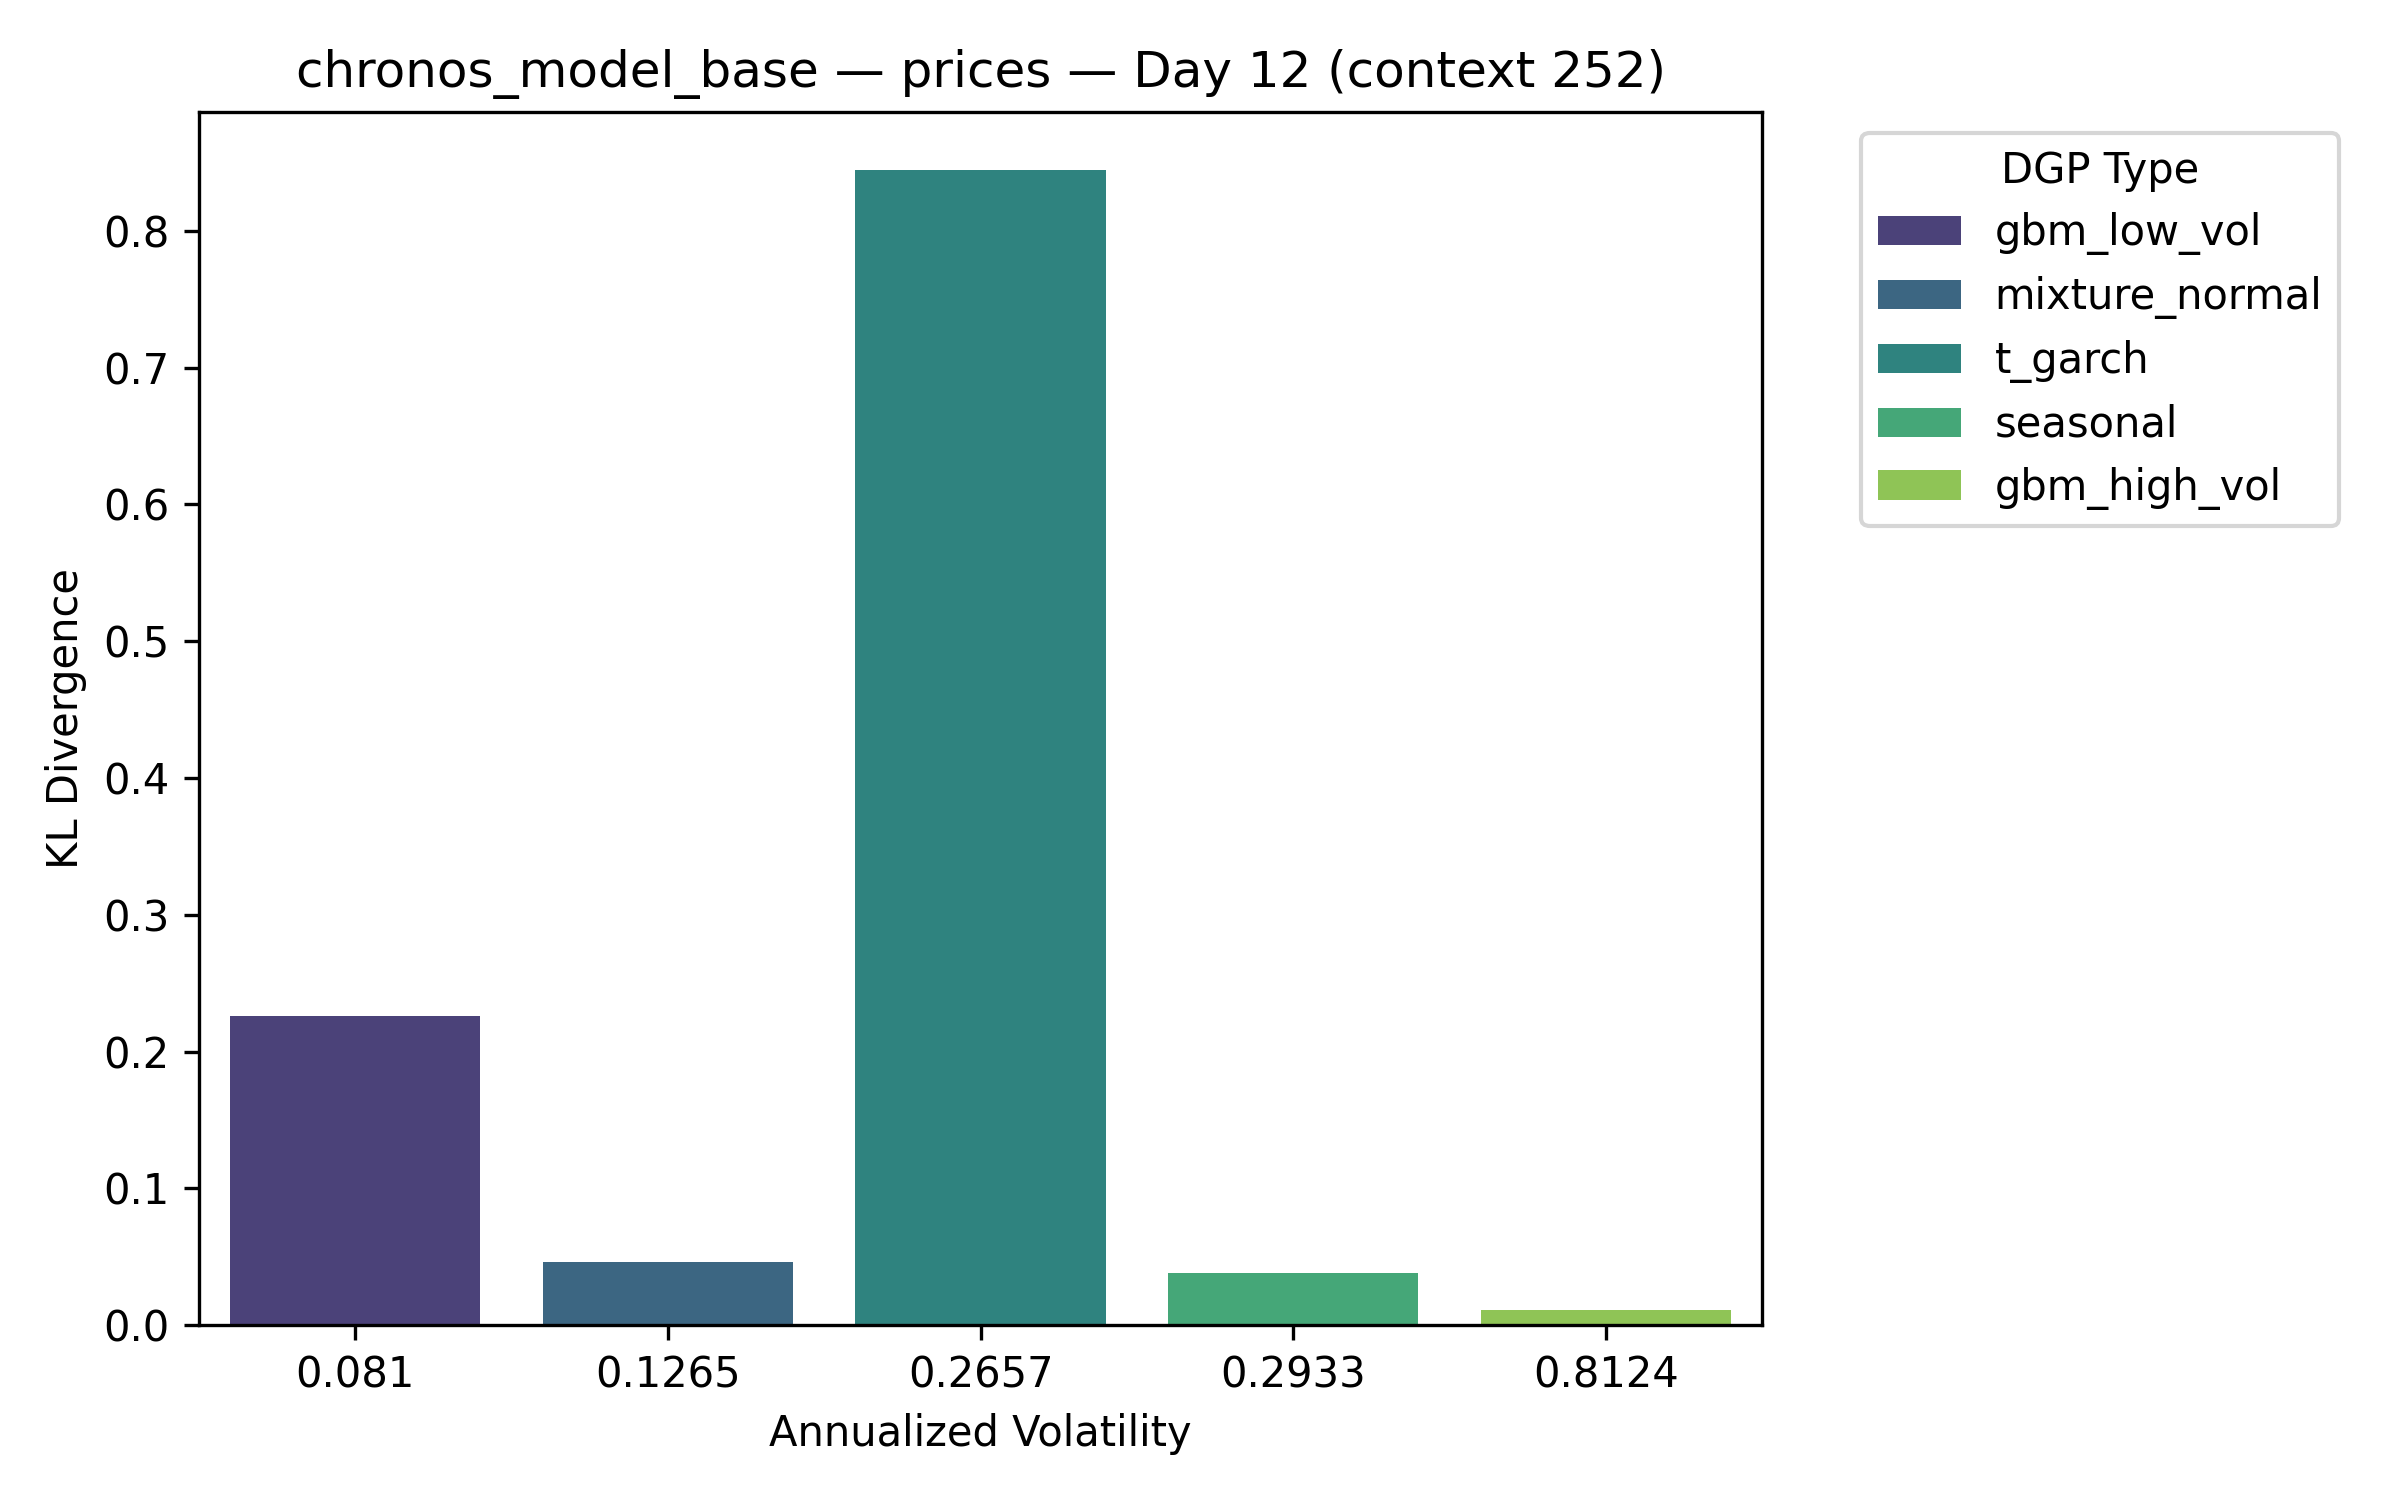 chronos_model_base — prices — Day 12 (context 252)
KL Divergence
0.8
0.7
0.6
0.5
0.4
0.3
0.2
0.1
0.0
0.081
0.1265
0.2657
0.2933
0.8124
Annualized Volatility
DGP Type
gbm_low_vol
mixture_normal
t_garch
seasonal
gbm_high_vol